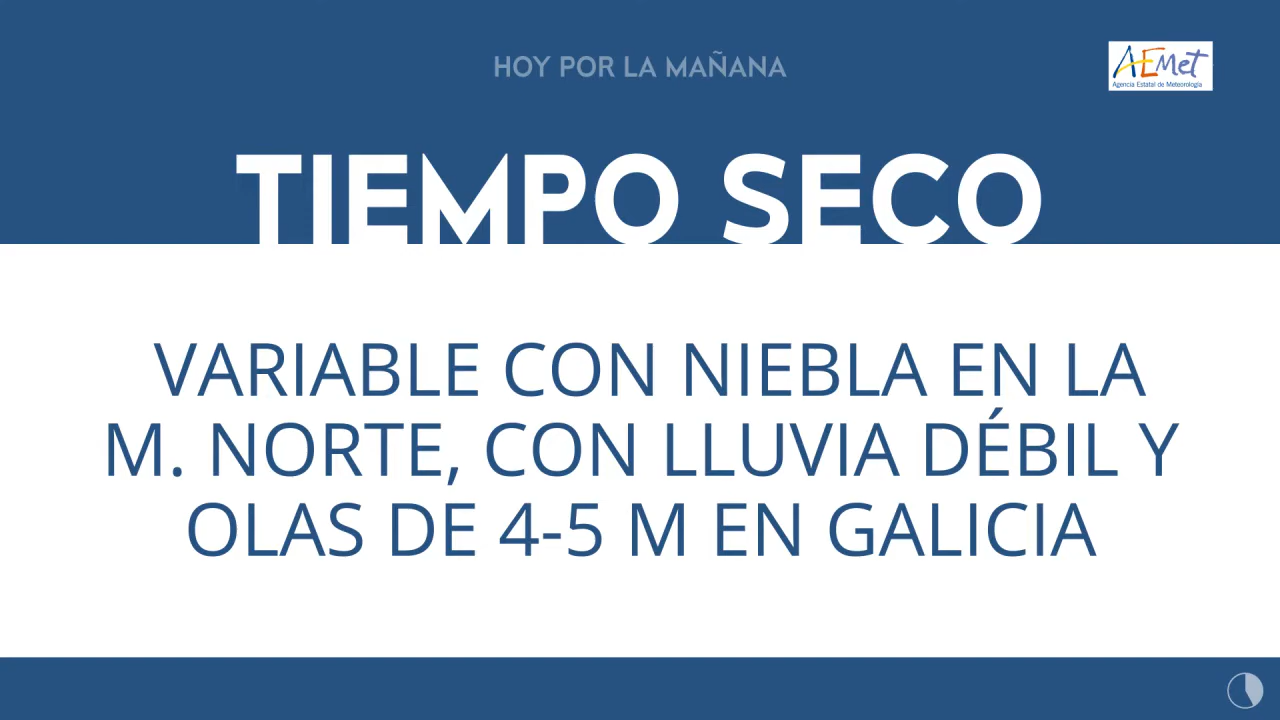 HOY POR LA MAÑANA
AEMet
Agencia Estatal de Meteorología
TIEMPO SECO
VARIABLE CON NIEBLA EN LA
M. NORTE, CON LLUVIA DÉBIL Y
OLAS DE 4-5 M EN GALICIA